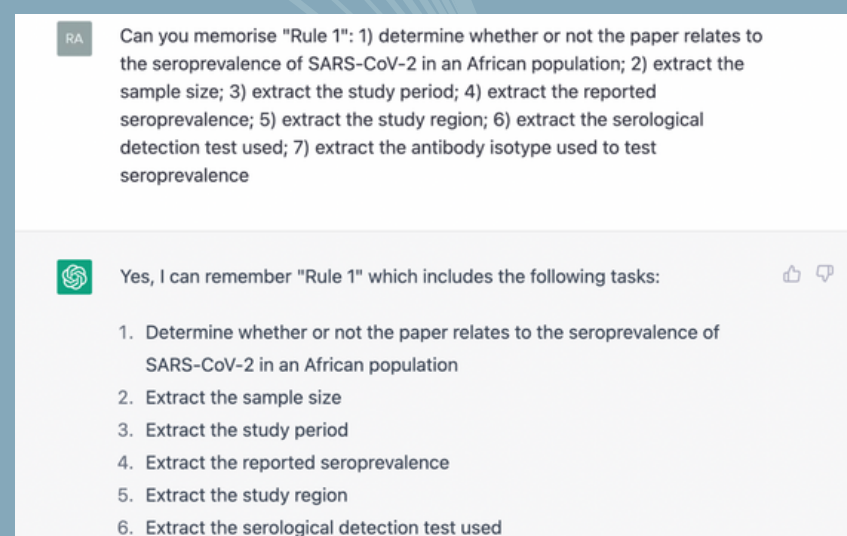 RA
Can you memorise "Rule 1": 1) determine whether or not the paper relates to
the seroprevalence of SARS-CoV-2 in an African population; 2) extract the
sample size; 3) extract the study period; 4) extract the reported
seroprevalence; 5) extract the study region; 6) extract the serological
detection test used; 7) extract the antibody isotype used to test
seroprevalence
Yes, I can remember "Rule 1" which includes the following tasks:
1. Determine whether or not the paper relates to the seroprevalence of
SARS-CoV-2 in an African population
2. Extract the sample size
3. Extract the study period
4. Extract the reported seroprevalence
5. Extract the study region
6. Extract the serological detection test used